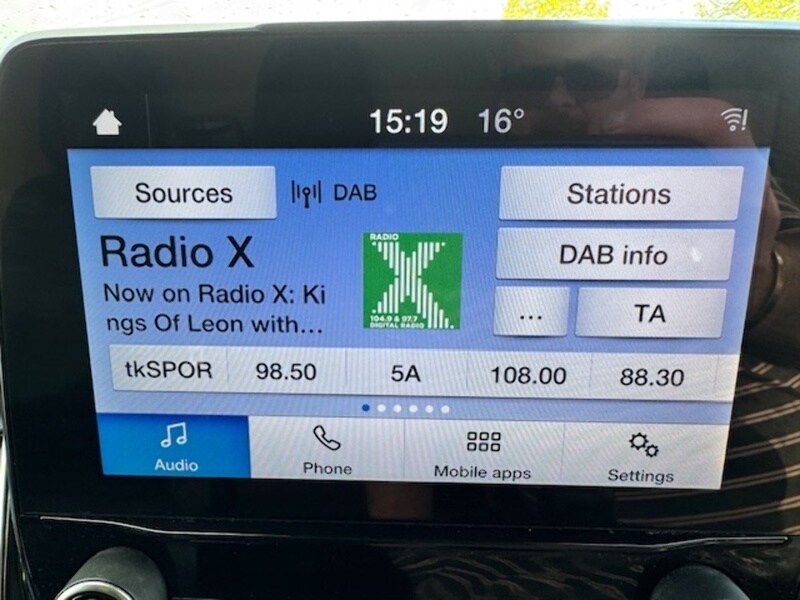 15:19 16°
Sources DAB Stations
Radio X
RADIO
X
104.9 & 97.7
DIGITAL RADIO
DAB info
Now on Radio X: Ki
ngs Of Leon with...
... TA
tkSPOR 98.50 5A 108.00 88.30
Audio Phone Mobile apps Settings